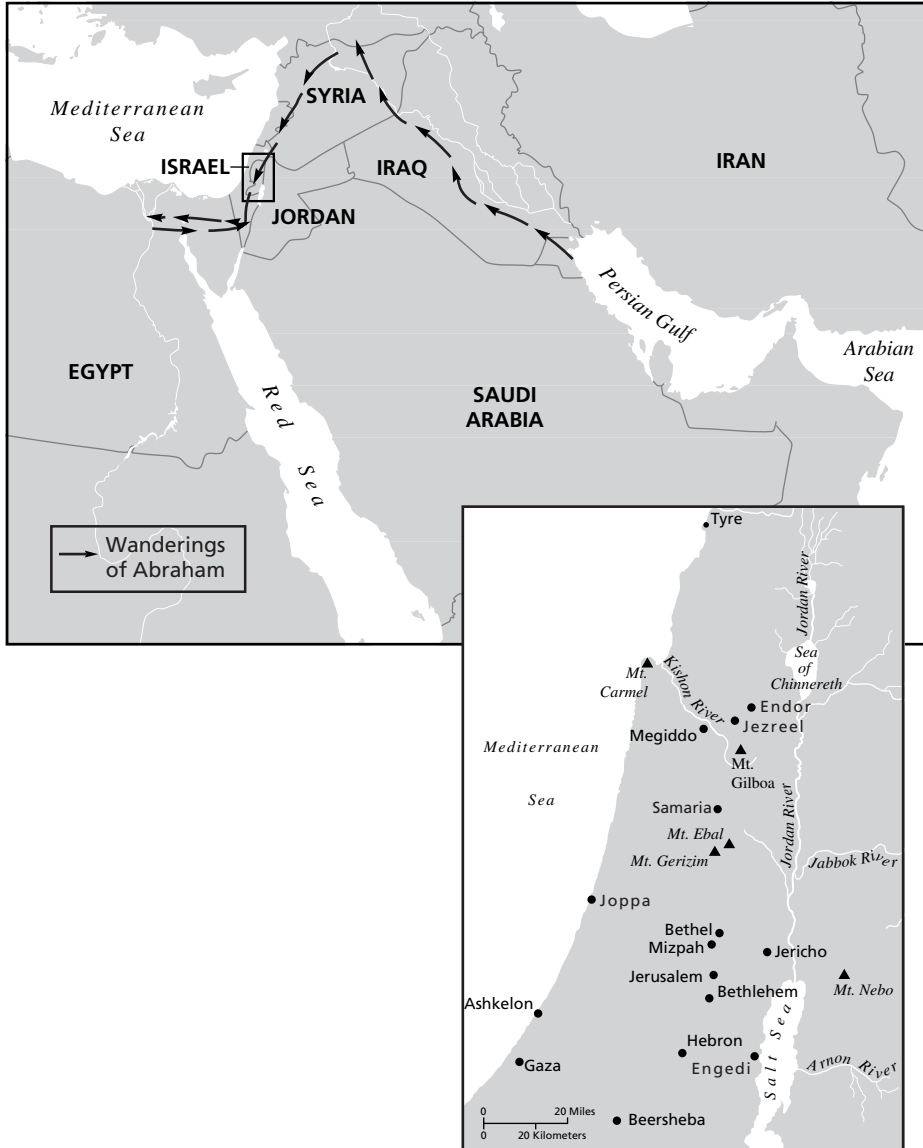 Mediterranean
Sea
SYRIA
ISRAEL
IRAQ
IRAN
JORDAN
Persian Gulf
Arabian
Sea
EGYPT
Red Sea
SAUDI
ARABIA
Wanderings
of Abraham
Tyre
Jordan River
Sea
of
Chinnereth
Mt.
Carmel
Kishon River
Endor
Jezreel
Megiddo
Mt.
Gilboa
Mediterranean
Sea
Samaria
Mt. Ebal
Mt. Gerizim
Jordan River
Jabbok River
Joppa
Bethel
Mizpah
Jericho
Jerusalem
Mt. Nebo
Bethlehem
Ashkelon
Salt Sea
Hebron
Engedi
Gaza
Arnon River
0 20 Miles
0 20 Kilometers
Beersheba